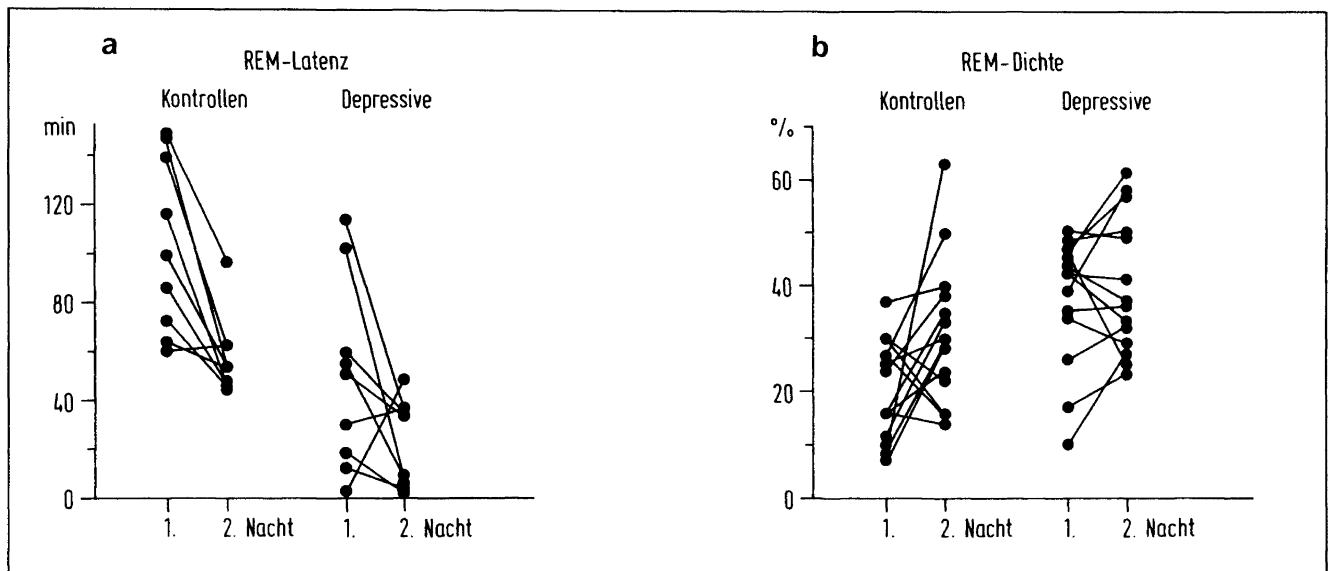 a
REM-Latenz
Kontrollen Depressive
min
120
80
40
0
1. 2. Nacht 1. 2. Nacht
b
REM-Dichte
Kontrollen Depressive
%
60
40
20
0
1. 2. Nacht 1. 2. Nacht